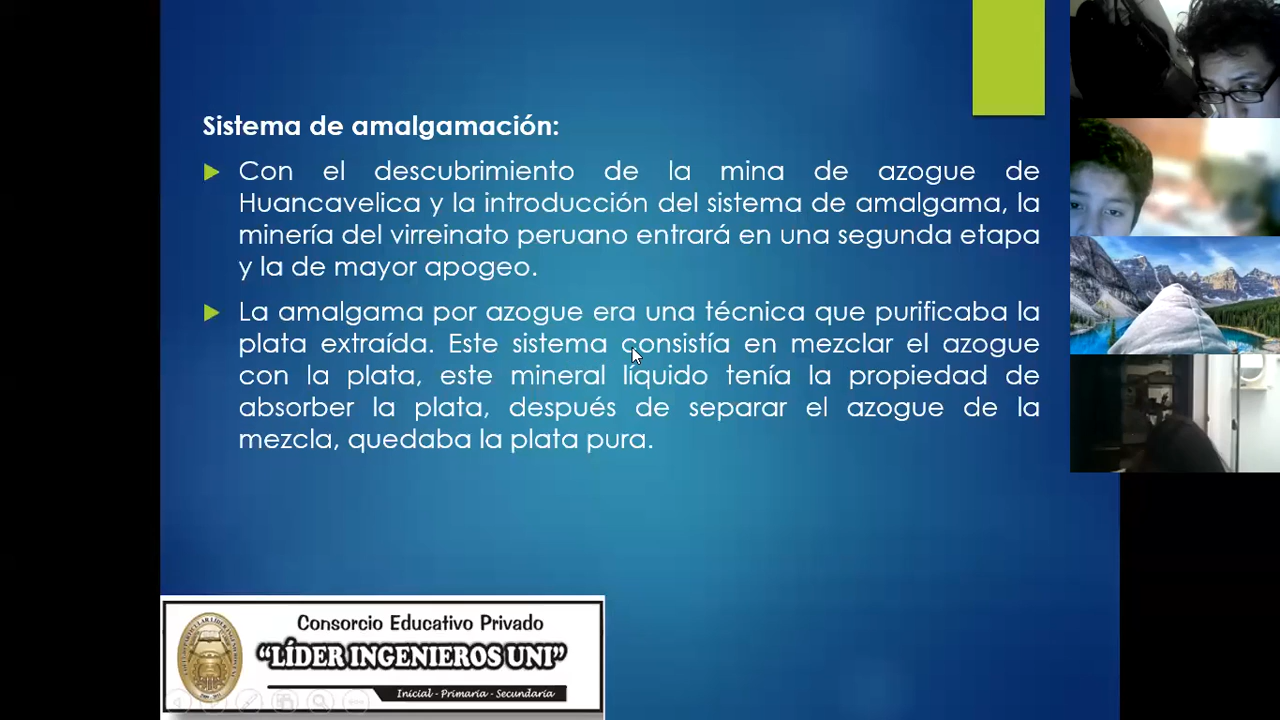 Sistema de amalgamación:
Con el descubrimiento de la mina de azogue de
Huancavelica y la introducción del sistema de amalgama, la
minería del virreinato peruano entrará en una segunda etapa
y la de mayor apogeo.
La amalgama por azogue era una técnica que purificaba la
plata extraída. Este sistema consistía en mezclar el azogue
con la plata, este mineral líquido tenía la propiedad de
absorber la plata, después de separar el azogue de la
mezcla, quedaba la plata pura.
Consorcio Educativo Privado
“LÍDER INGENIEROS UNI”
Inicial - Primaria - Secundaria